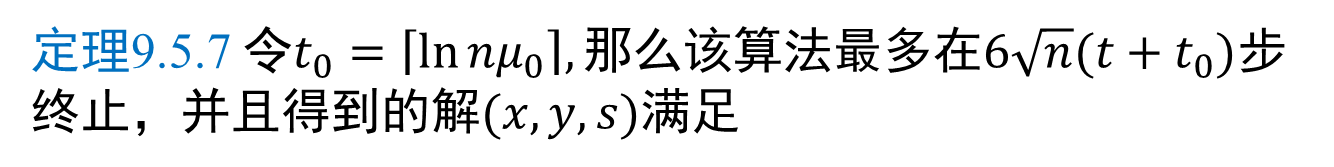 定理9.5.7 令t₀ = ⌈ln nμ₀⌉, 那么该算法最多在6√n(t + t₀)步
终止，并且得到的解(x, y, s)满足